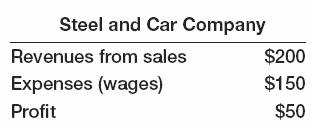 Steel and Car Company
Revenues from sales $200
Expenses (wages) $150
Profit $50